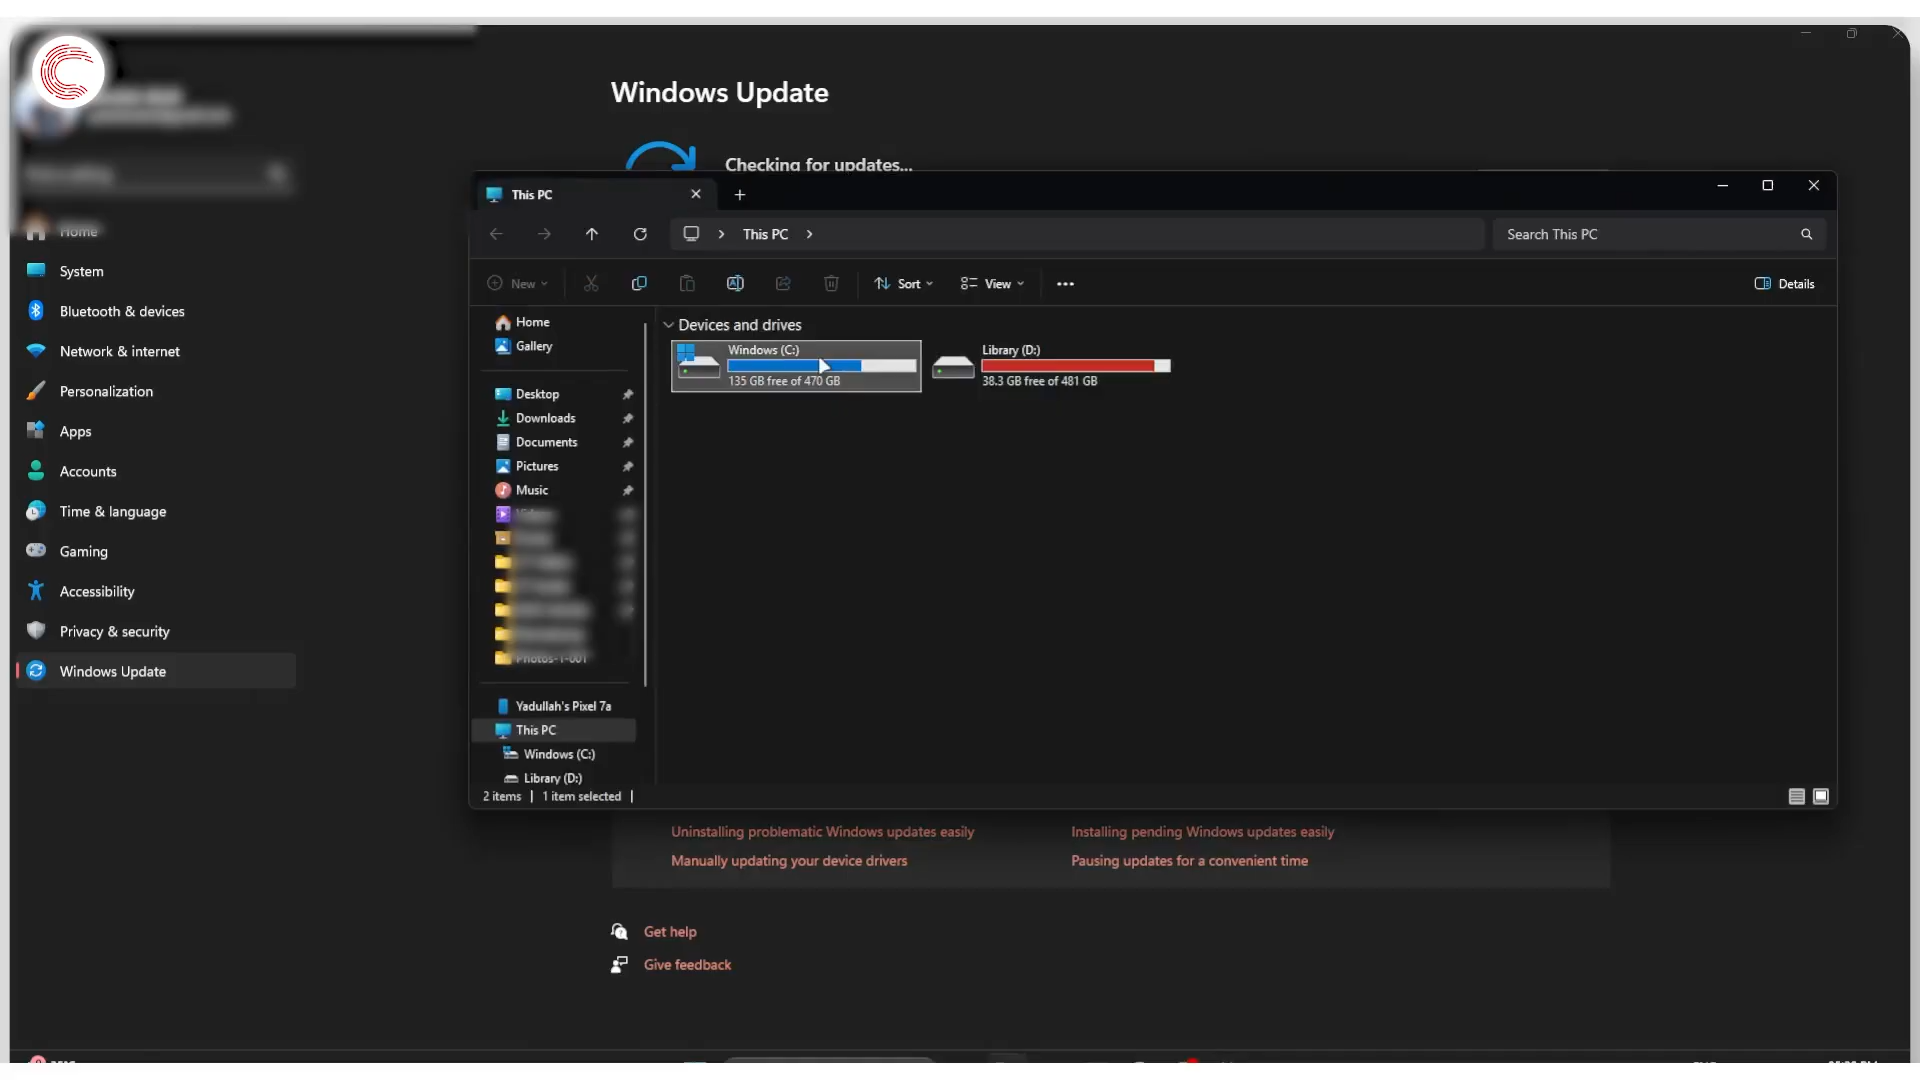 Windows Update
Checking for updates...
Home
System
Bluetooth & devices
Network & internet
Personalization
Apps
Accounts
Time & language
Gaming
Accessibility
Privacy & security
Windows Update
This PC
This PC
Search This PC
New
Sort
View
Details
Home
Gallery
Desktop
Downloads
Documents
Pictures
Music
Photos-1-001
Yadullah's Pixel 7a
This PC
Windows (C:)
Library (D:)
Devices and drives
Windows (C:)
135 GB free of 470 GB
Library (D:)
38.3 GB free of 481 GB
2 items
1 item selected
Uninstalling problematic Windows updates easily
Installing pending Windows updates easily
Manually updating your device drivers
Pausing updates for a convenient time
Get help
Give feedback